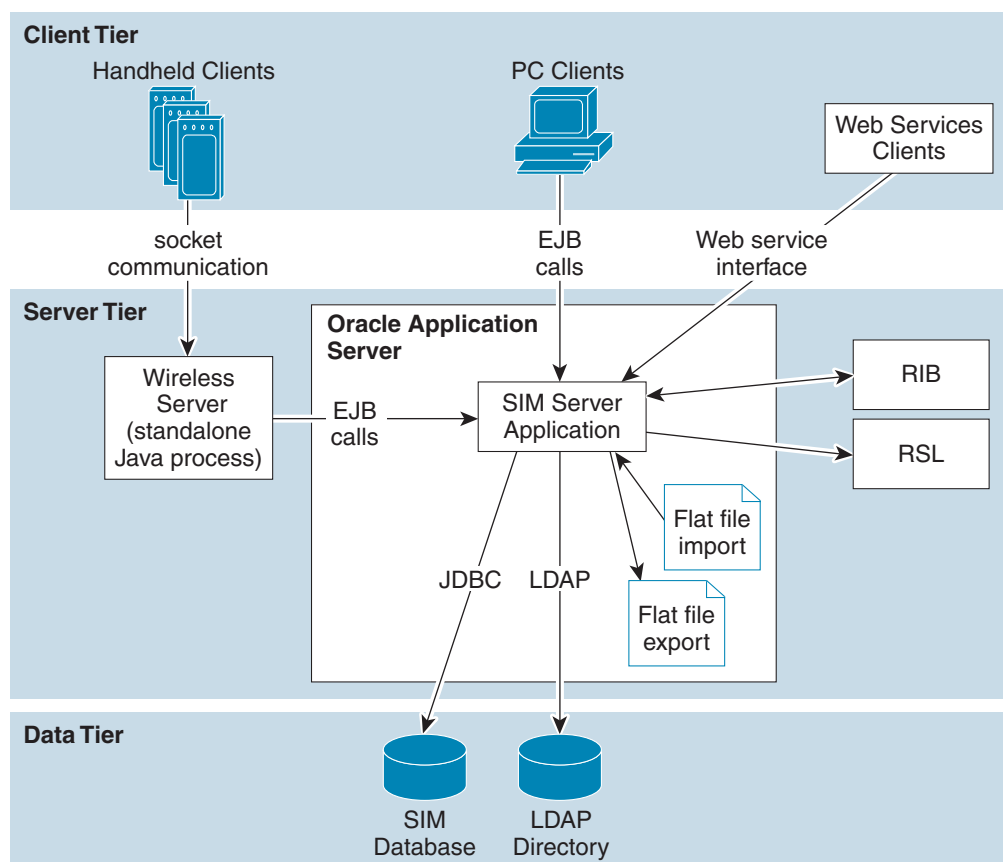 Client Tier
Handheld Clients
PC Clients
Web Services
Clients
socket
communication
EJB
calls
Web service
interface
Server Tier
Oracle Application
Server
Wireless
Server
(standalone
Java process)
EJB
calls
SIM Server
Application
RIB
RSL
Flat file
import
JDBC
LDAP
Flat file
export
Data Tier
SIM
Database
LDAP
Directory